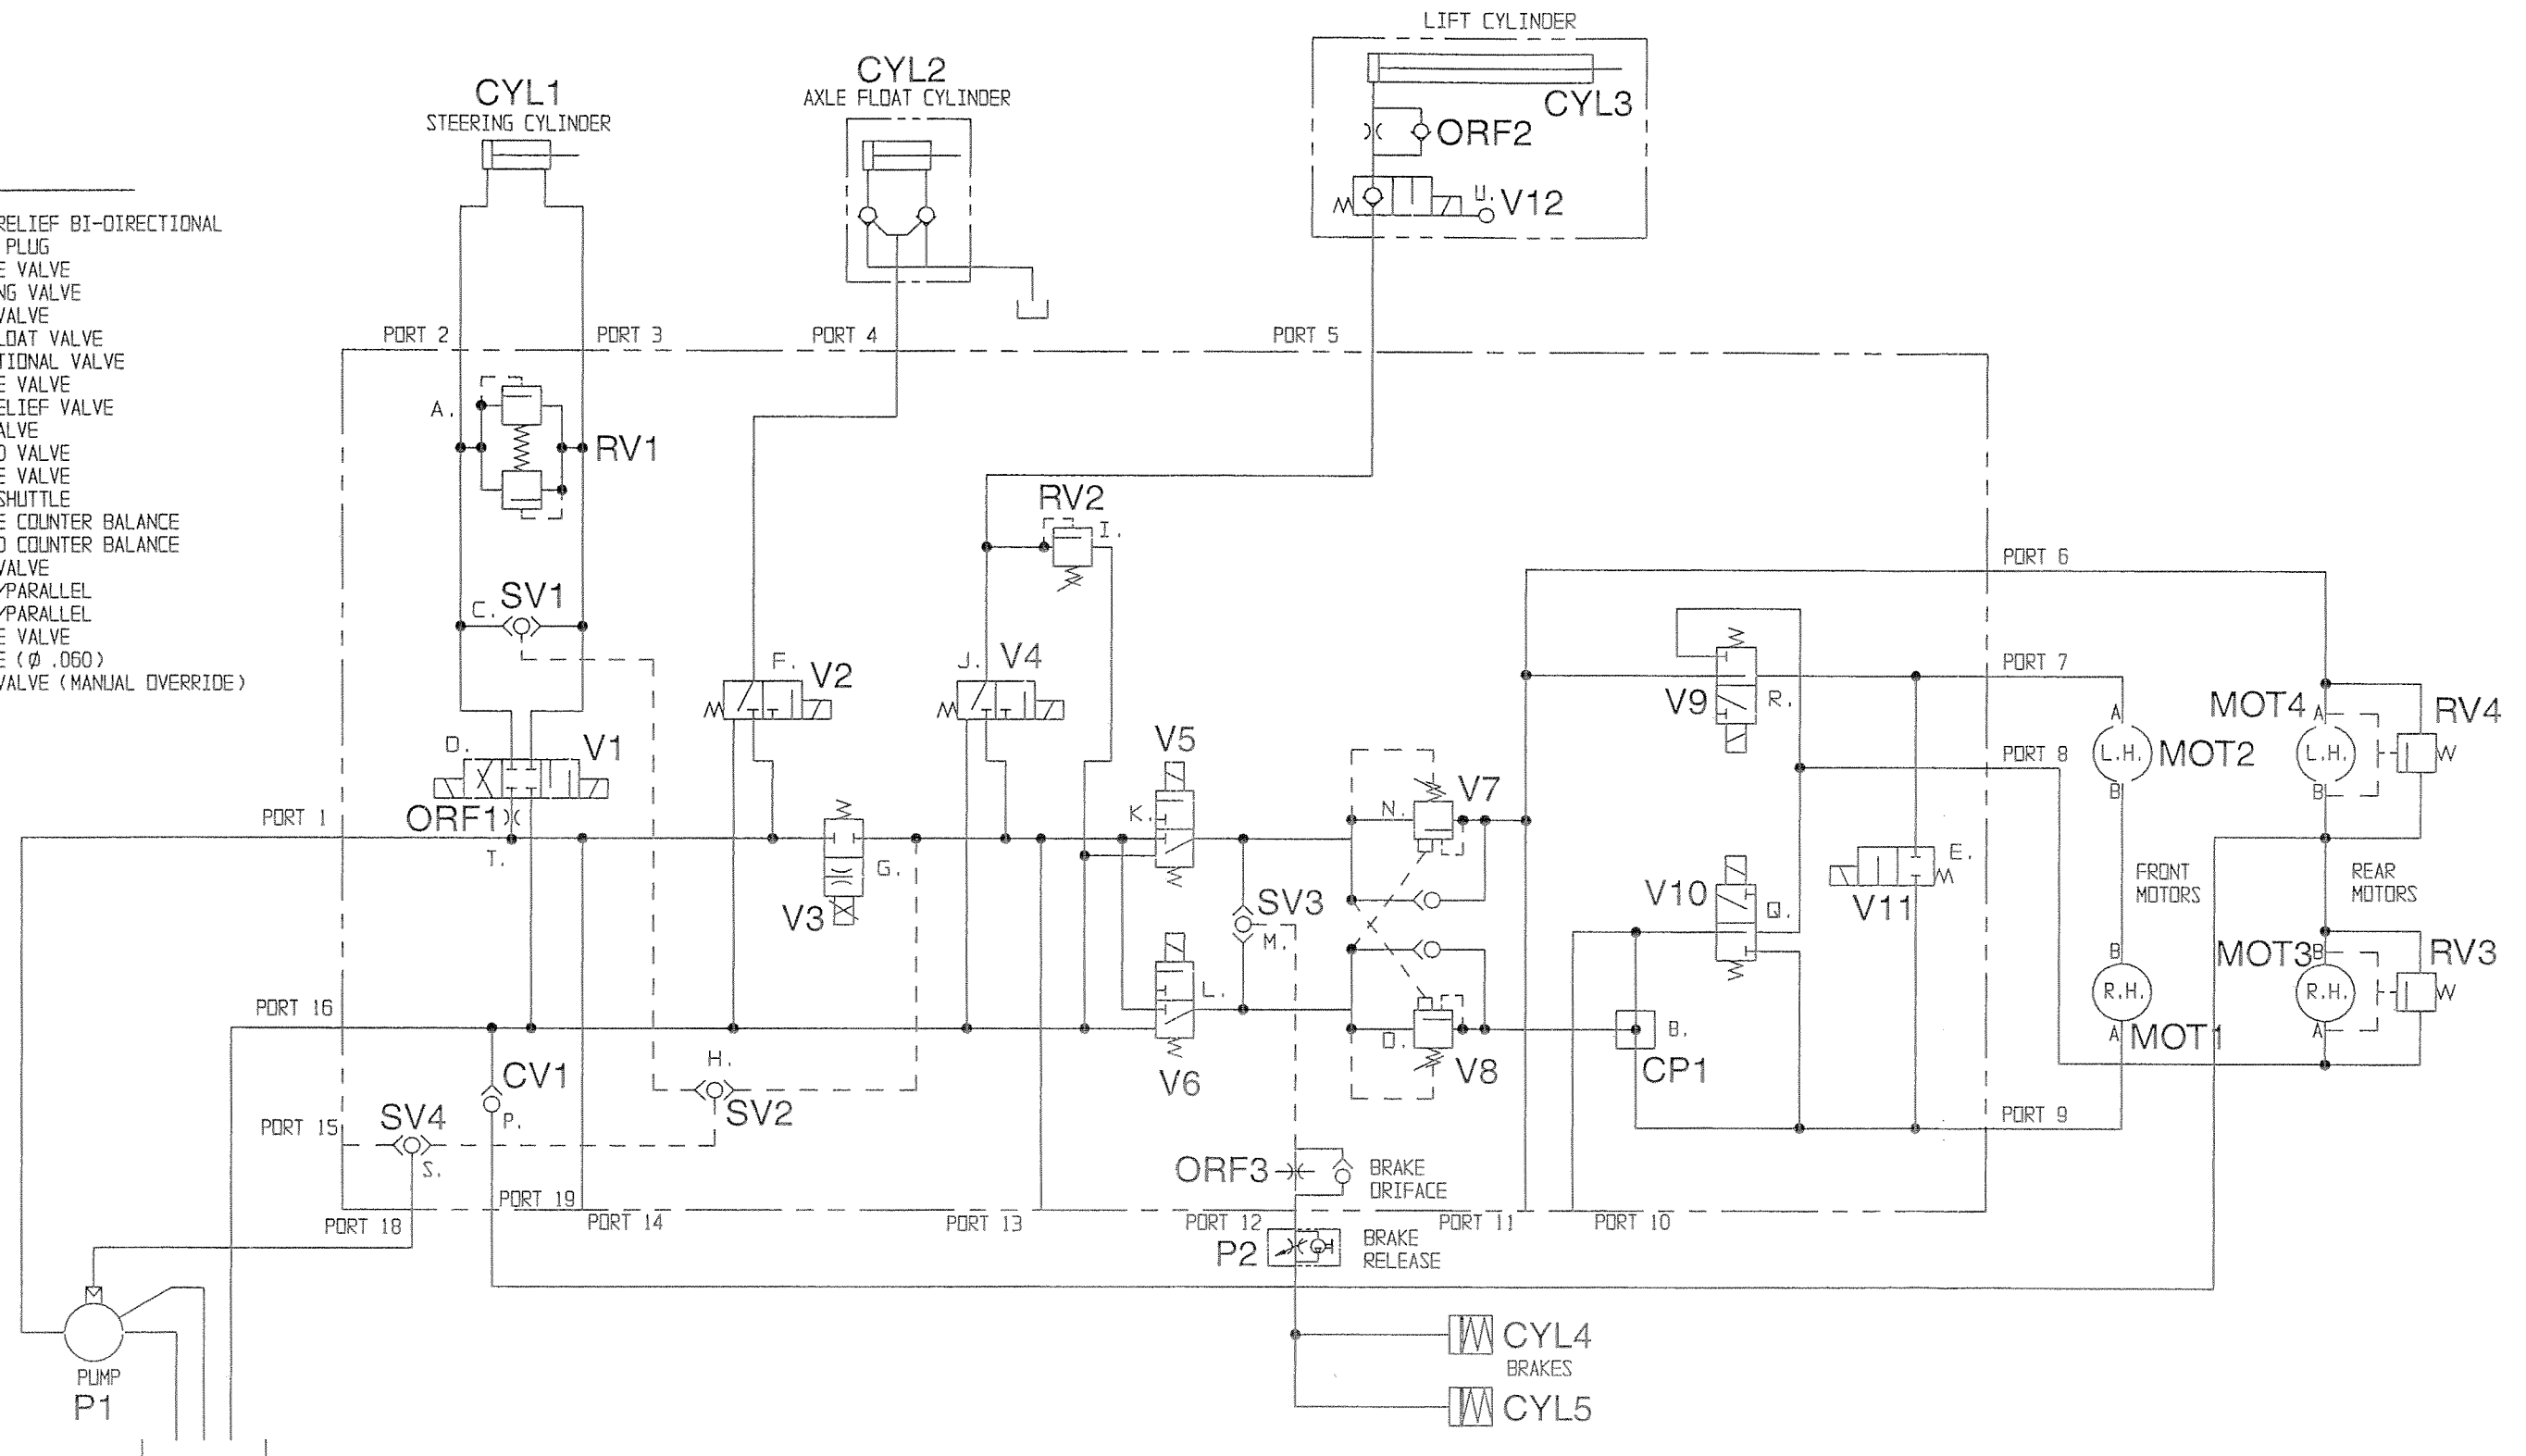 LIFT CYLINDER
CYL3
ORF2
U.
V12
CYL1
STEERING CYLINDER
CYL2
AXLE FLOAT CYLINDER
RELIEF BI-DIRECTIONAL
PLUG
E VALVE
NG VALVE
VALVE
LOAT VALVE
TIONAL VALVE
E VALVE
ELIEF VALVE
ALVE
D VALVE
E VALVE
SHUTTLE
E COUNTER BALANCE
D COUNTER BALANCE
VALVE
/PARALLEL
/PARALLEL
E VALVE
E (Ø .060)
VALVE (MANUAL OVERRIDE)
PORT 2
PORT 3
PORT 4
PORT 5
A.
RV1
RV2
I.
C.
SV1
F.
V2
J.
V4
D.
V1
ORF1
T.
PORT 1
V3
G.
V5
K.
V6
L.
SV3
M.
N.
V7
O.
V8
PORT 6
PORT 7
PORT 8
PORT 9
V9
R.
V10
Q.
V11
E.
B.
CP1
MOT4
A
L.H.
B
RV4
A
L.H.
MOT2
B
FRONT
MOTORS
REAR
MOTORS
B
R.H.
A
MOT1
MOT3
B
R.H.
A
RV3
PORT 16
CV1
P.
H.
SV2
PORT 15
SV4
S.
PORT 19
PORT 18
PORT 14
PORT 13
PORT 12
PORT 11
PORT 10
ORF3
BRAKE
ORIFACE
P2
BRAKE
RELEASE
PUMP
P1
CYL4
BRAKES
CYL5